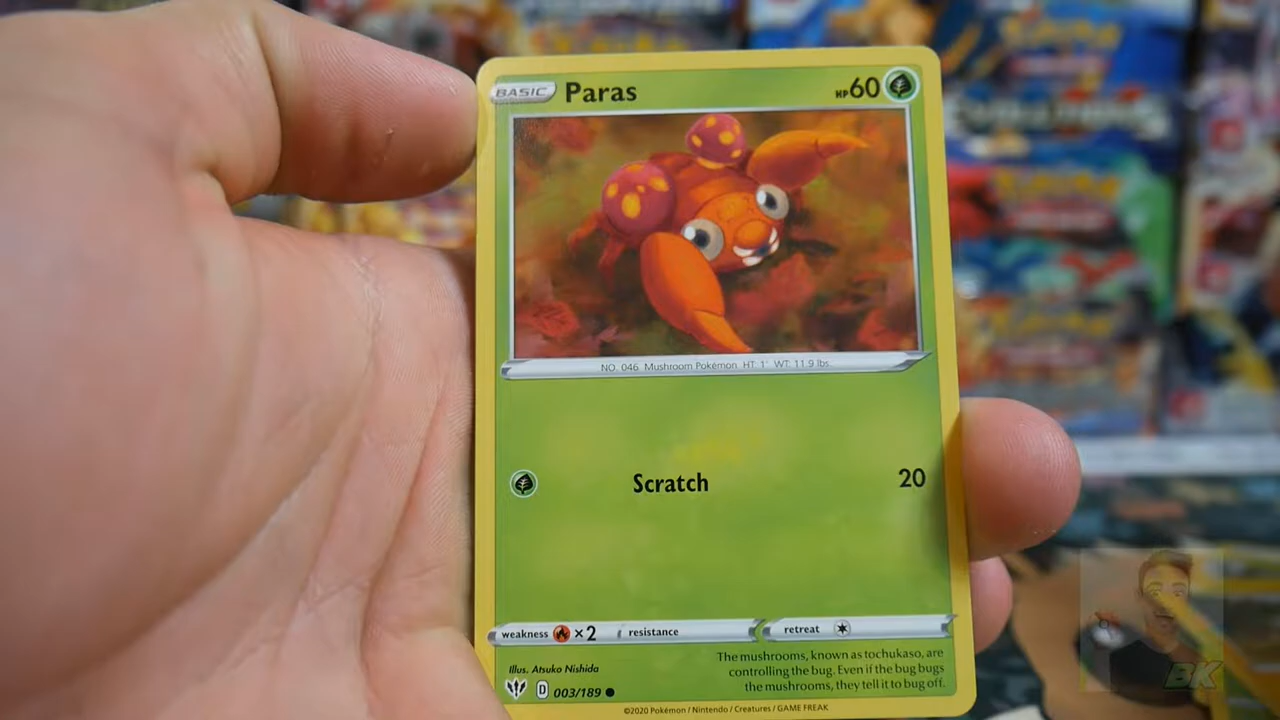 BASIC Paras HP 60
NO. 046 Mushroom Pokémon HT: 1' WT: 11.9 lbs.
Scratch 20
weakness ×2 resistance retreat
Illus. Atsuko Nishida
The mushrooms, known as tochukaso, are
controlling the bug. Even if the bug bugs
the mushrooms, they tell it to bug off.
D 003/189
©2020 Pokémon / Nintendo / Creatures / GAME FREAK
BK